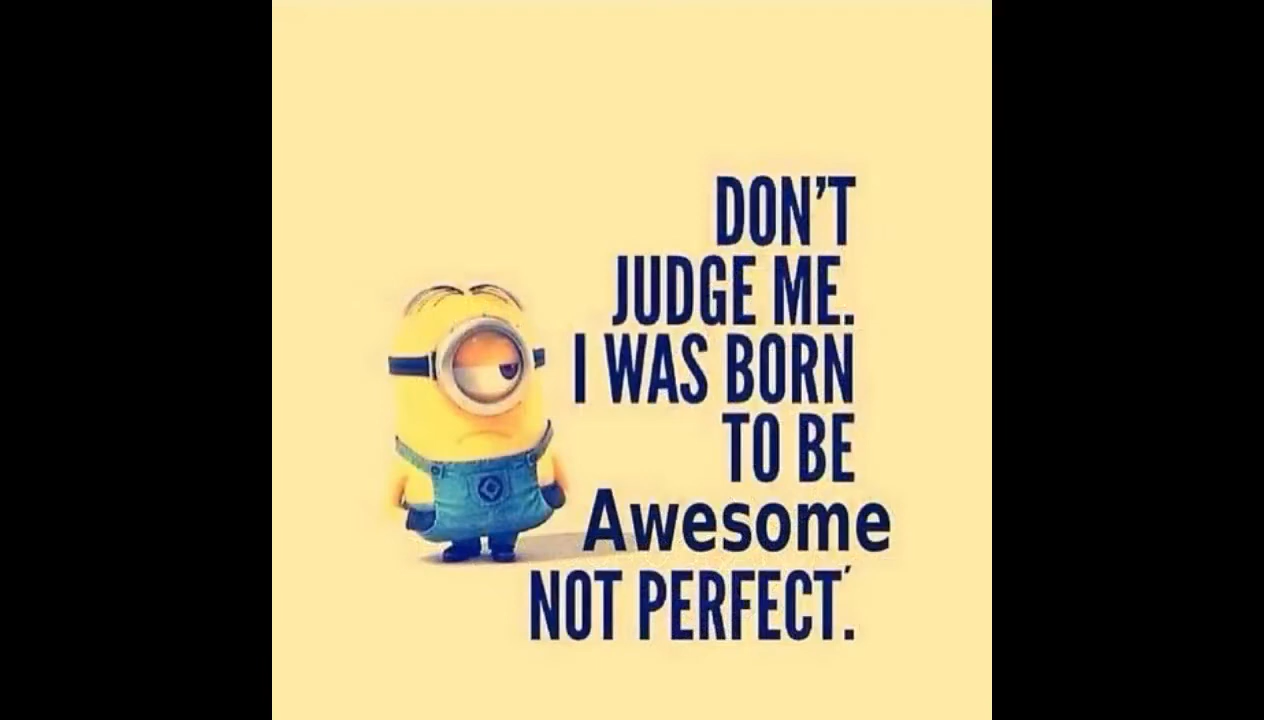 DON'T
JUDGE ME.
I WAS BORN
TO BE
Awesome
NOT PERFECT'.